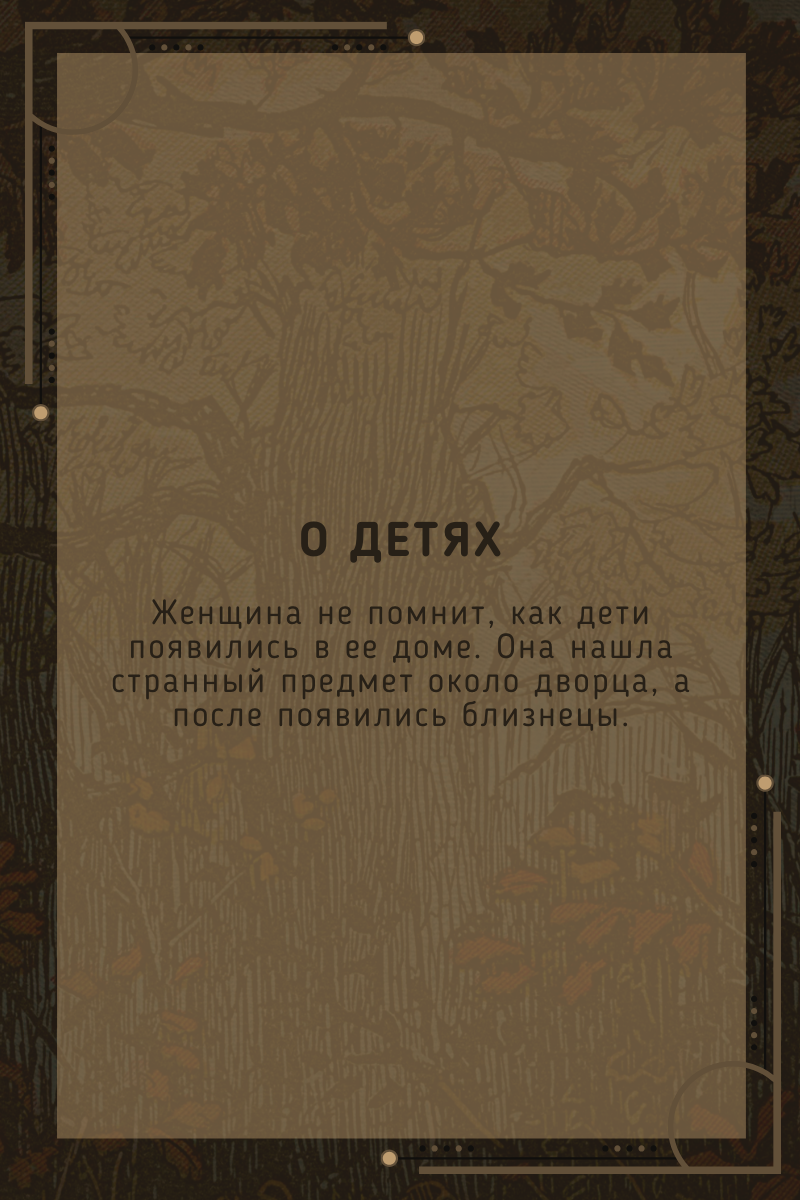 О ДЕТЯХ
Женщина не помнит, как дети
появились в ее доме. Она нашла
странный предмет около дворца, а
после появились близнецы.